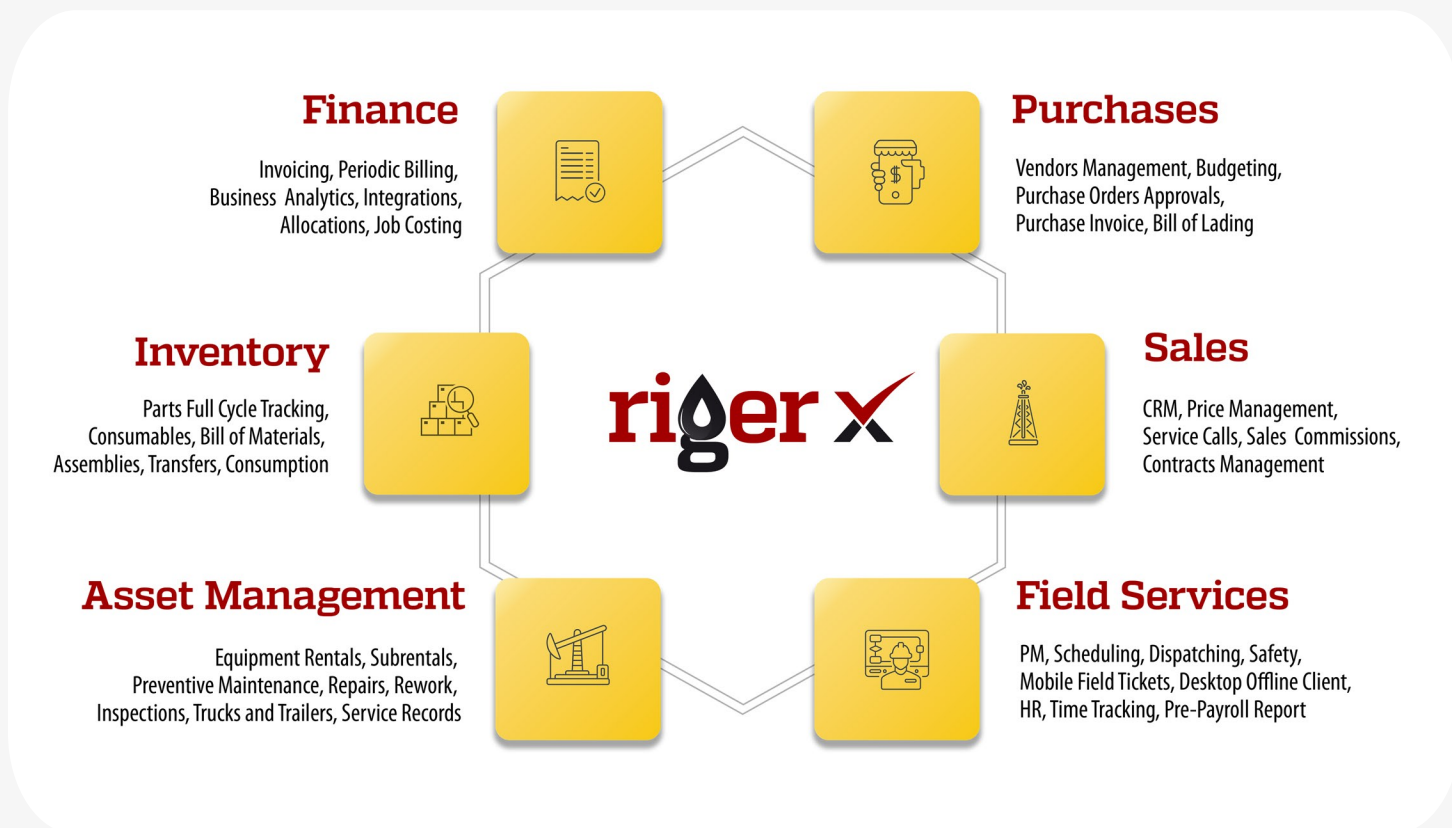 Finance
Invoicing, Periodic Billing,
Business Analytics, Integrations,
Allocations, Job Costing
Purchases
Vendors Management, Budgeting,
Purchase Orders Approvals,
Purchase Invoice, Bill of Lading
$
Inventory
Parts Full Cycle Tracking,
Consumables, Bill of Materials,
Assemblies, Transfers, Consumption
riger x
Sales
CRM, Price Management,
Service Calls, Sales Commissions,
Contracts Management
Asset Management
Equipment Rentals, Subrentals,
Preventive Maintenance, Repairs, Rework,
Inspections, Trucks and Trailers, Service Records
Field Services
PM, Scheduling, Dispatching, Safety,
Mobile Field Tickets, Desktop Offline Client,
HR, Time Tracking, Pre-Payroll Report